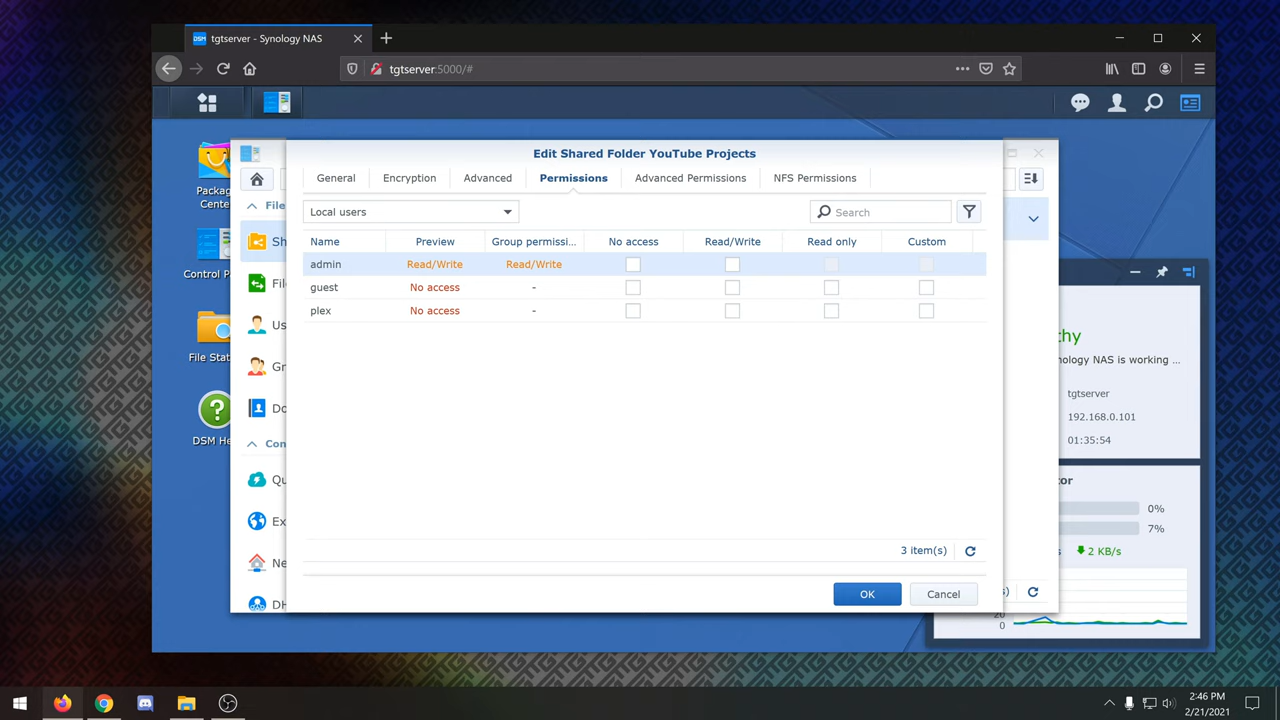 DSM tgtserver - Synology NAS
tgtserver:5000/#
Packag
Cente
Control P
File Stat
DSM He
File
Sh
Fil
Us
Gr
Do
Con
Qu
Ex
Ne
DH
Edit Shared Folder YouTube Projects
General Encryption Advanced Permissions Advanced Permissions NFS Permissions
Local users Search
Name Preview Group permissi... No access Read/Write Read only Custom
admin Read/Write Read/Write
guest No access -
plex No access -
3 item(s)
OK Cancel
)
thy
nology NAS is working ...
tgtserver
192.168.0.101
01:35:54
tor
0%
7%
s 2 KB/s
20
0
2:46 PM
2/21/2021